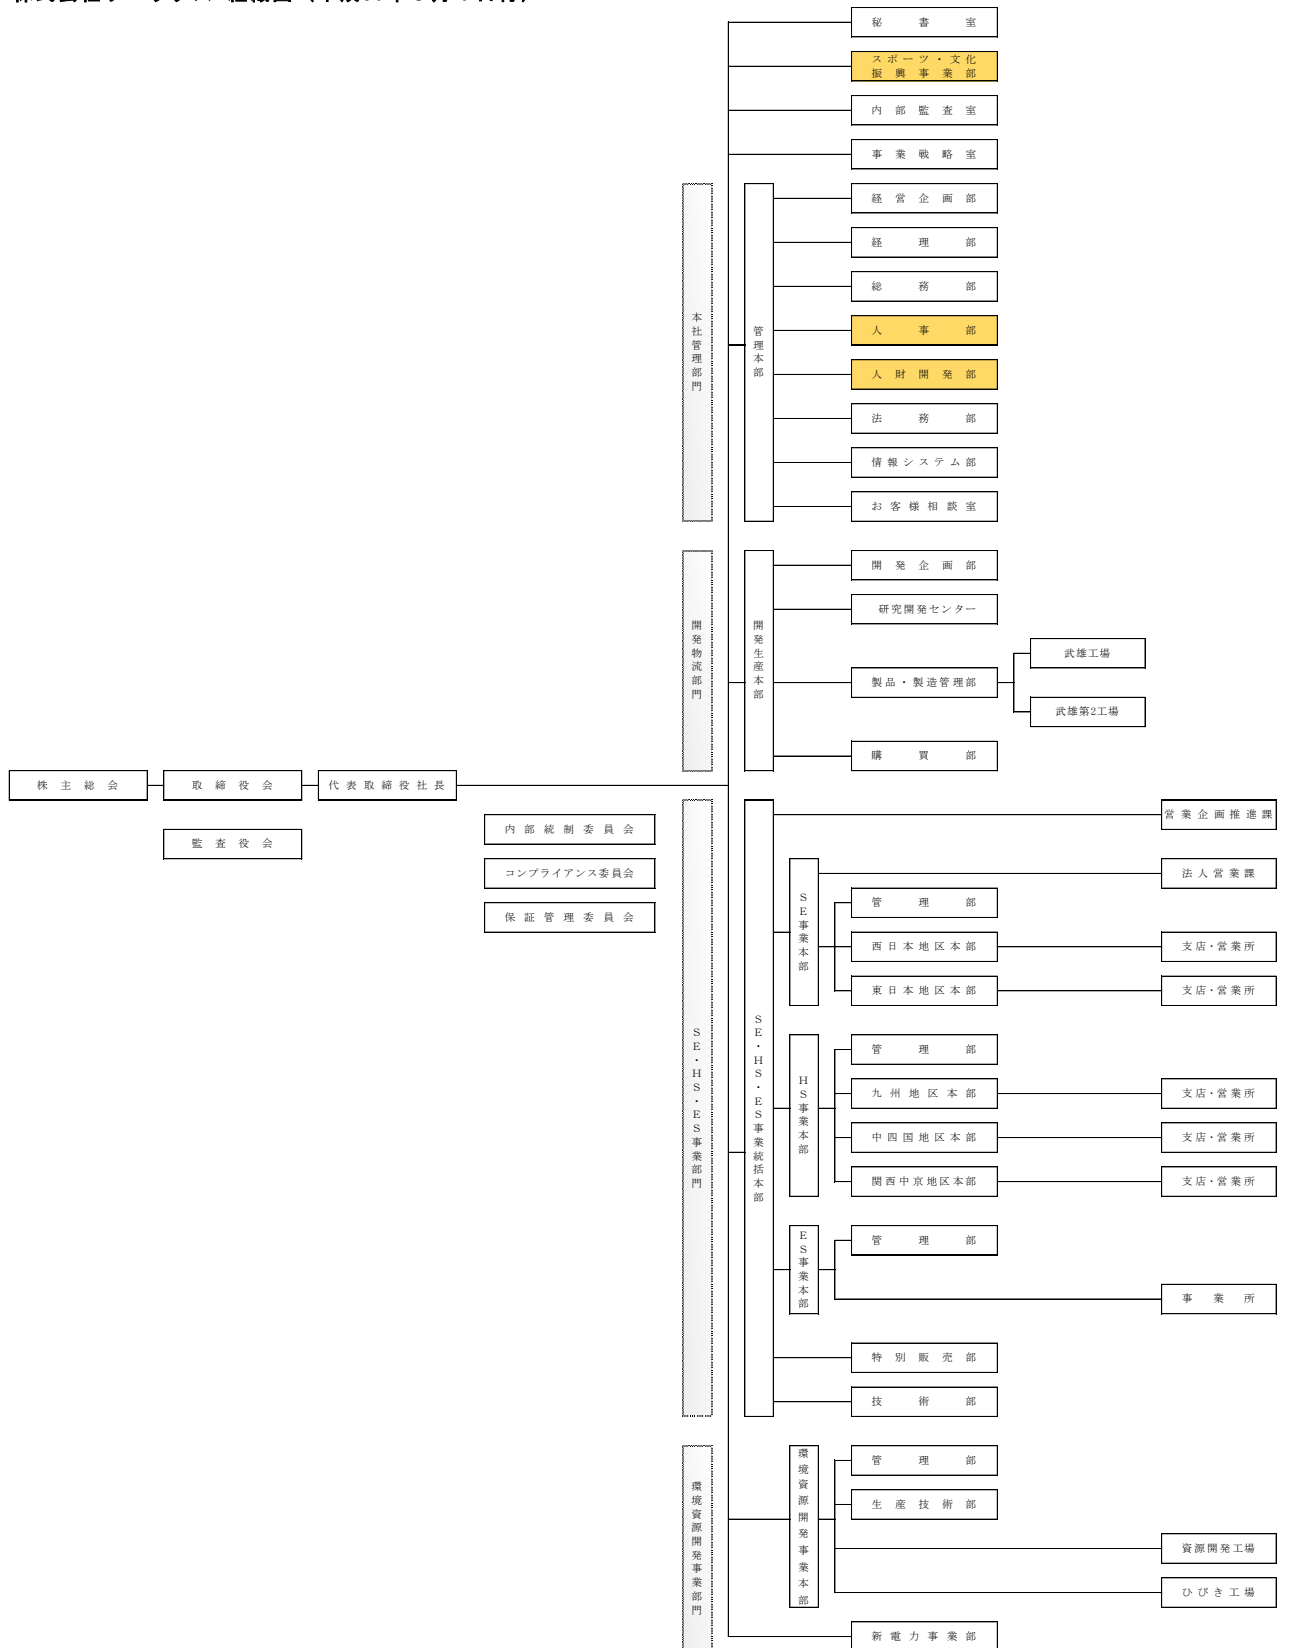 秘書室
スポーツ・文化
振興事業部
内部監査室
事業戦略室
本社管理部門
管理本部
経営企画部
経理部
総務部
人事部
人財開発部
法務部
情報システム部
お客様相談室
開発物流部門
開発生産本部
開発企画部
研究開発センター
製品・製造管理部
武雄工場
武雄第2工場
購買部
株主総会
取締役会
代表取締役社長
監査役会
内部統制委員会
コンプライアンス委員会
保証管理委員会
SE・HS・ES事業部門
SE・HS・ES事業統括本部
営業企画推進課
SE事業本部
法人営業課
管理部
西日本地区本部
支店・営業所
東日本地区本部
支店・営業所
HS事業本部
管理部
九州地区本部
支店・営業所
中四国地区本部
支店・営業所
関西中京地区本部
支店・営業所
ES事業本部
管理部
事業所
特別販売部
技術部
環境資源開発事業部門
環境資源開発事業本部
管理部
生産技術部
資源開発工場
ひびき工場
新電力事業部